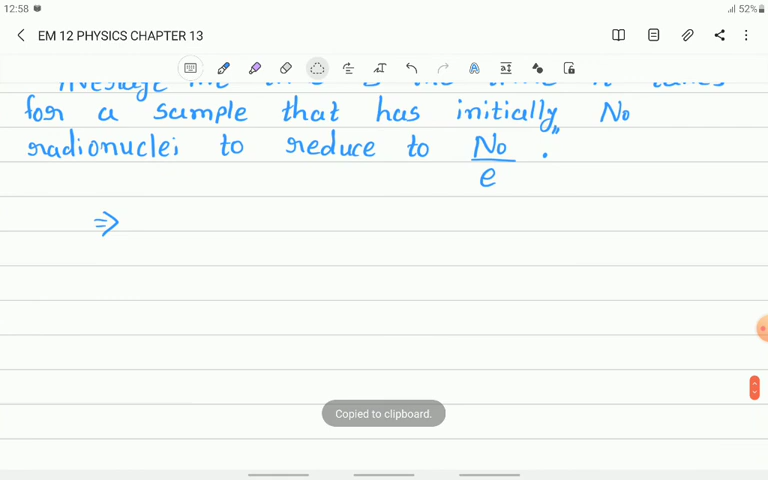 12:58
52%
EM 12 PHYSICS CHAPTER 13
Average
for a sample that has initially No
radionuclei to reduce to No/e ."
⇒
Copied to clipboard.